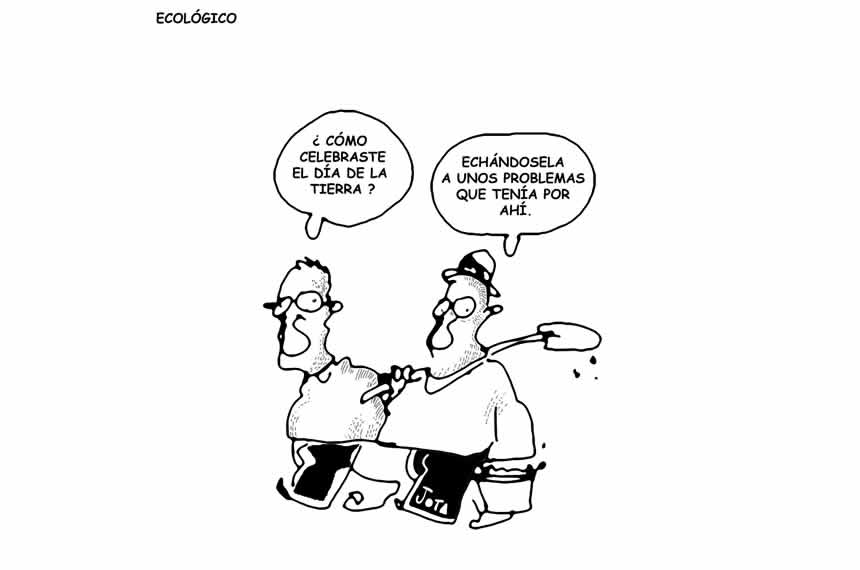 ECOLÓGICO
¿ CÓMO
CELEBRASTE
EL DÍA DE LA
TIERRA ?
ECHÁNDOSELA
A UNOS PROBLEMAS
QUE TENÍA POR
AHÍ.
JOTA